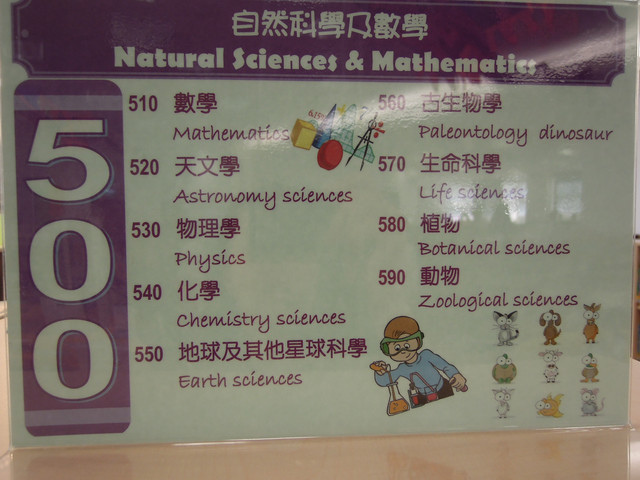 自然科學及數學
Natural Sciences & Mathematics
500
510 數學
Mathematics
520 天文學
Astronomy sciences
530 物理學
Physics
540 化學
Chemistry sciences
550 地球及其他星球科學
Earth sciences
560 古生物學
Paleontology dinosaur
570 生命科學
Life sciences
580 植物
Botanical sciences
590 動物
Zoological sciences